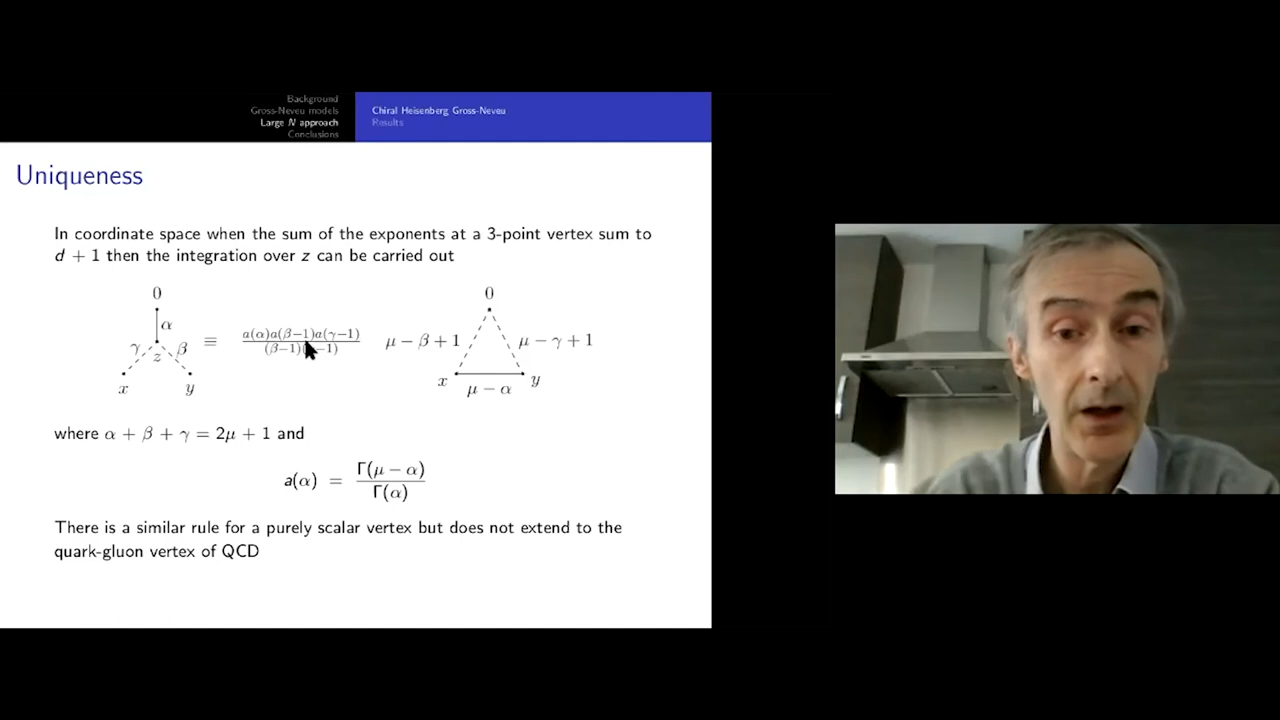 Background
Gross-Neveu models
Large N approach
Conclusions
Chiral Heisenberg Gross-Neveu
Results
Uniqueness
In coordinate space when the sum of the exponents at a 3-point vertex sum to
d + 1 then the integration over z can be carried out
0
α
γ
z
β
x
y
≡
a(α)a(β−1)a(γ−1)
(β−1)( −1)
0
μ − β + 1
μ − γ + 1
x
y
μ − α
where α + β + γ = 2μ + 1 and
a(α) = Γ(μ − α)
Γ(α)
There is a similar rule for a purely scalar vertex but does not extend to the
quark-gluon vertex of QCD